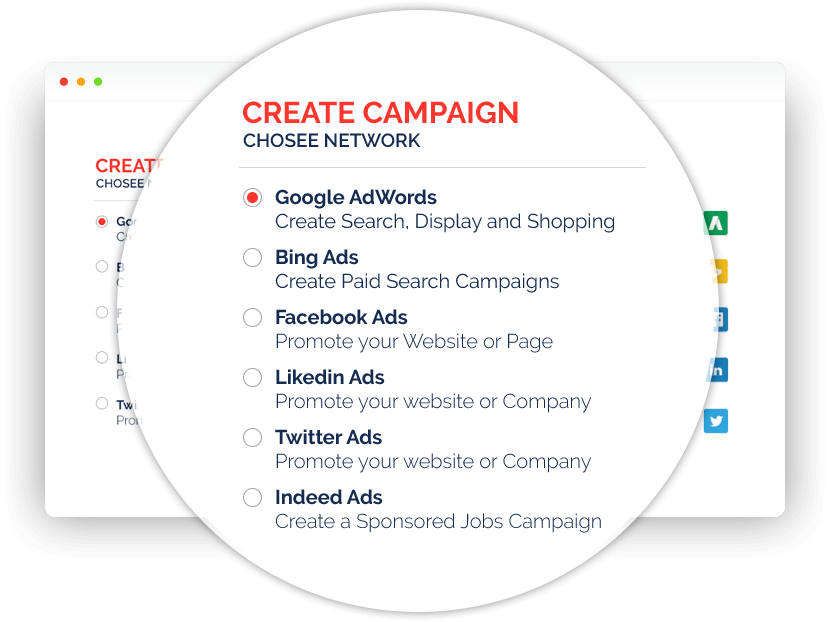 CREATE CAMPAIGN
CHOSEE NETWORK
Google AdWords
Create Search, Display and Shopping
Bing Ads
Create Paid Search Campaigns
Facebook Ads
Promote your Website or Page
Likedin Ads
Promote your website or Company
Twitter Ads
Promote your website or Company
Indeed Ads
Create a Sponsored Jobs Campaign
CREAT
CHOSEE